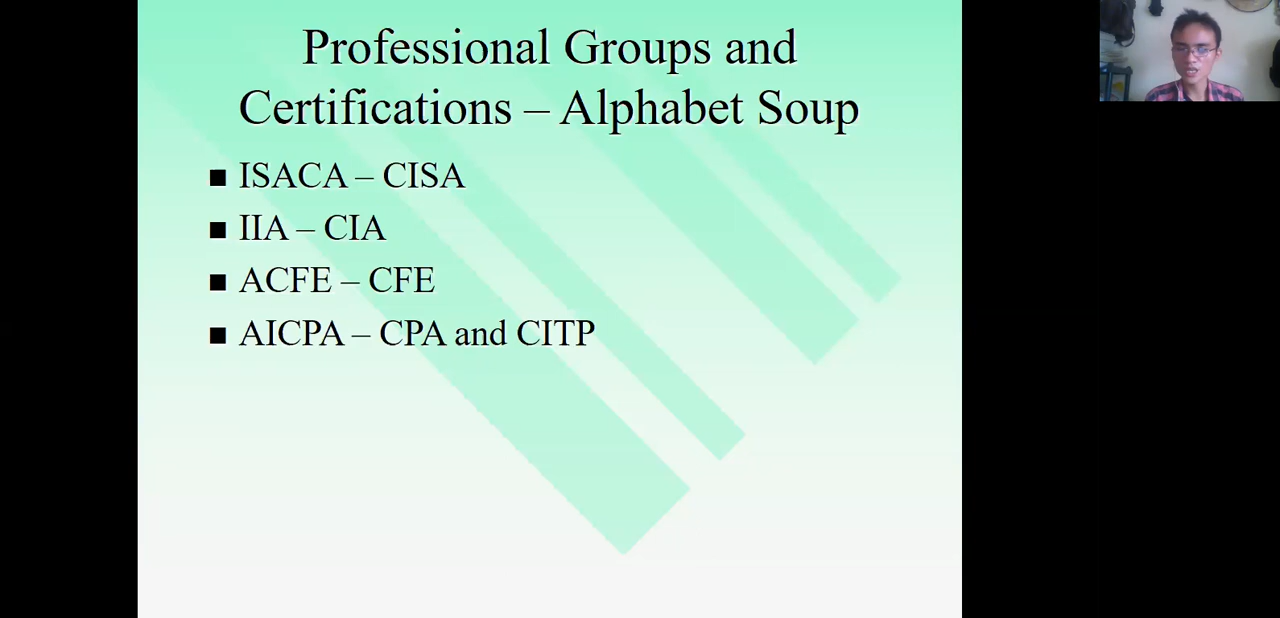 Professional Groups and
Certifications – Alphabet Soup
■ ISACA – CISA
■ IIA – CIA
■ ACFE – CFE
■ AICPA – CPA and CITP